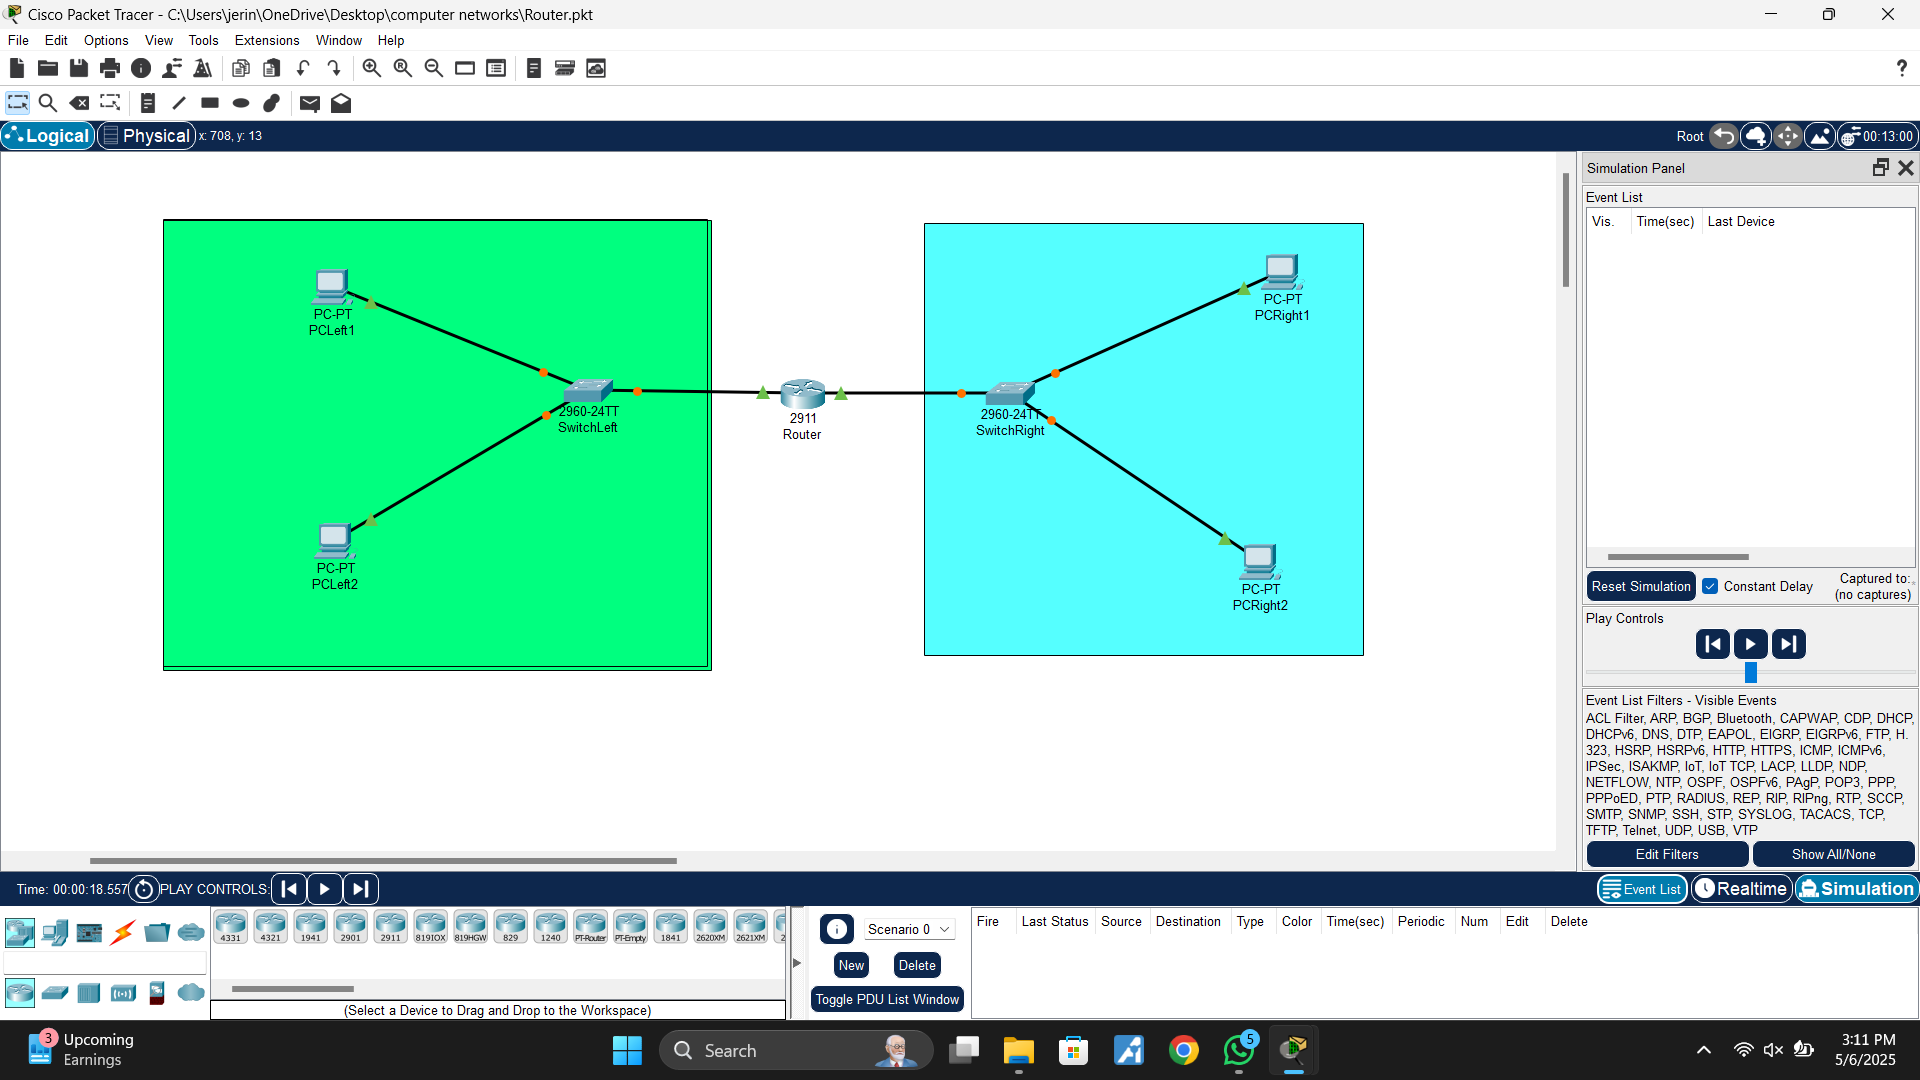 Cisco Packet Tracer - C:\Users\jerin\OneDrive\Desktop\computer networks\Router.pkt
File Edit Options View Tools Extensions Window Help
?
Logical Physical x: 708, y: 13 Root 00:13:00
Simulation Panel
Event List
Vis. Time(sec) Last Device
PC-PT
PCLeft1
PC-PT
PCRight1
2960-24TT
SwitchLeft
2911
Router
2960-24TT
SwitchRight
PC-PT
PCLeft2
PC-PT
PCRight2
Reset Simulation Constant Delay Captured to:
(no captures)
Play Controls
Event List Filters - Visible Events
ACL Filter, ARP, BGP, Bluetooth, CAPWAP, CDP, DHCP,
DHCPv6, DNS, DTP, EAPOL, EIGRP, EIGRPv6, FTP, H.
323, HSRP, HSRPv6, HTTP, HTTPS, ICMP, ICMPv6,
IPSec, ISAKMP, IoT, IoT TCP, LACP, LLDP, NDP,
NETFLOW, NTP, OSPF, OSPFv6, PAgP, POP3, PPP,
PPPoED, PTP, RADIUS, REP, RIP, RIPng, RTP, SCCP,
SMTP, SNMP, SSH, STP, SYSLOG, TACACS, TCP,
TFTP, Telnet, UDP, USB, VTP
Edit Filters Show All/None
Time: 00:00:18.557 PLAY CONTROLS: Event List Realtime Simulation
4331 4321 1941 2901 2911 819IOX 819HGW 829 1240 PT-Router PT-Empty 1841 2620XM 2621XM 2
Scenario 0
New Delete
Toggle PDU List Window
Fire Last Status Source Destination Type Color Time(sec) Periodic Num Edit Delete
(Select a Device to Drag and Drop to the Workspace)
3 Upcoming
Earnings
Search
5
3:11 PM
5/6/2025